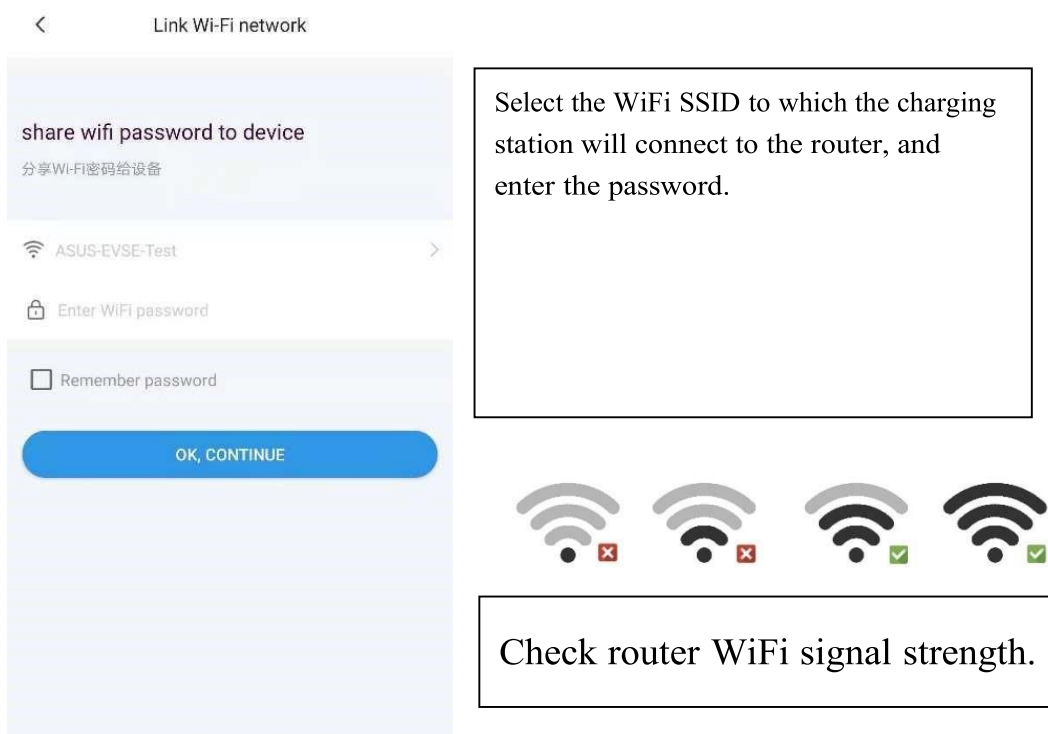 Link Wi-Fi network
share wifi password to device
分享Wi-Fi密码给设备
ASUS-EVSE-Test
Enter WiFi password
Remember password
OK, CONTINUE
Select the WiFi SSID to which the charging
station will connect to the router, and
enter the password.
Check router WiFi signal strength.